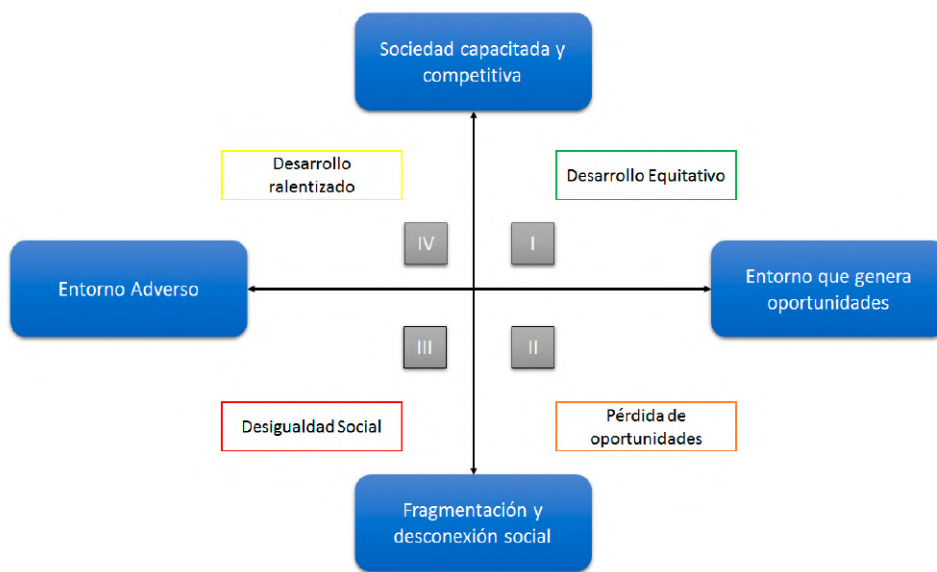 Sociedad capacitada y
competitiva
Desarrollo
ralentizado
Desarrollo Equitativo
IV
I
Entorno Adverso
Entorno que genera
oportunidades
III
II
Desigualdad Social
Pérdida de
oportunidades
Fragmentación y
desconexión social